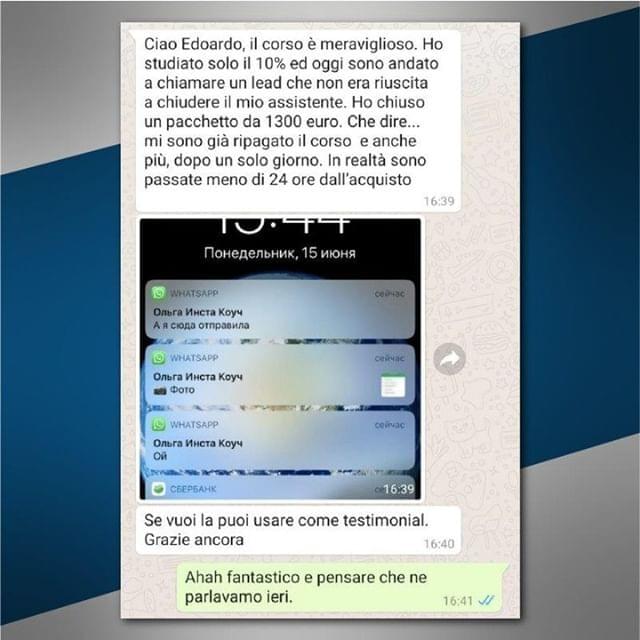 Ciao Edoardo, il corso è meraviglioso. Ho
studiato solo il 10% ed oggi sono andato
a chiamare un lead che non era riuscita
a chiudere il mio assistente. Ho chiuso
un pacchetto da 1300 euro. Che dire...
mi sono già ripagato il corso e anche
più, dopo un solo giorno. In realtà sono
passate meno di 24 ore dall'acquisto
16:39
Понедельник, 15 июня
WHATSAPP сейчас
Ольга Инста Коуч
А я сюда отправила
WHATSAPP сейчас
Ольга Инста Коуч
Фото
WHATSAPP сейчас
Ольга Инста Коуч
Ой
СБЕРБАНК 16:39
Se vuoi la puoi usare come testimonial.
Grazie ancora
16:40
Ahah fantastico e pensare che ne
parlavamo ieri.
16:41